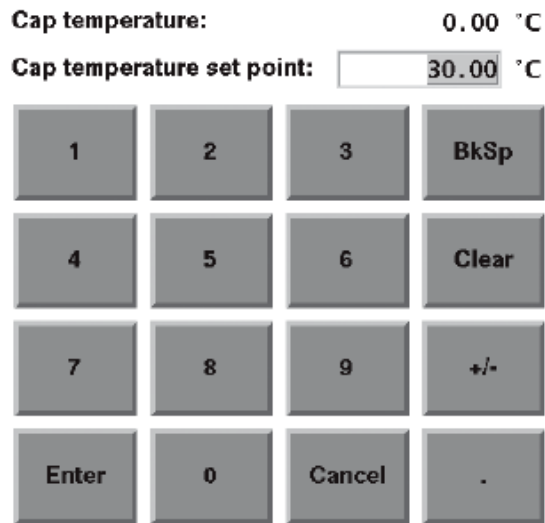 Cap temperature: 0.00 °C
Cap temperature set point: 30.00 °C
1 2 3 BkSp
4 5 6 Clear
7 8 9 +/-
Enter 0 Cancel .